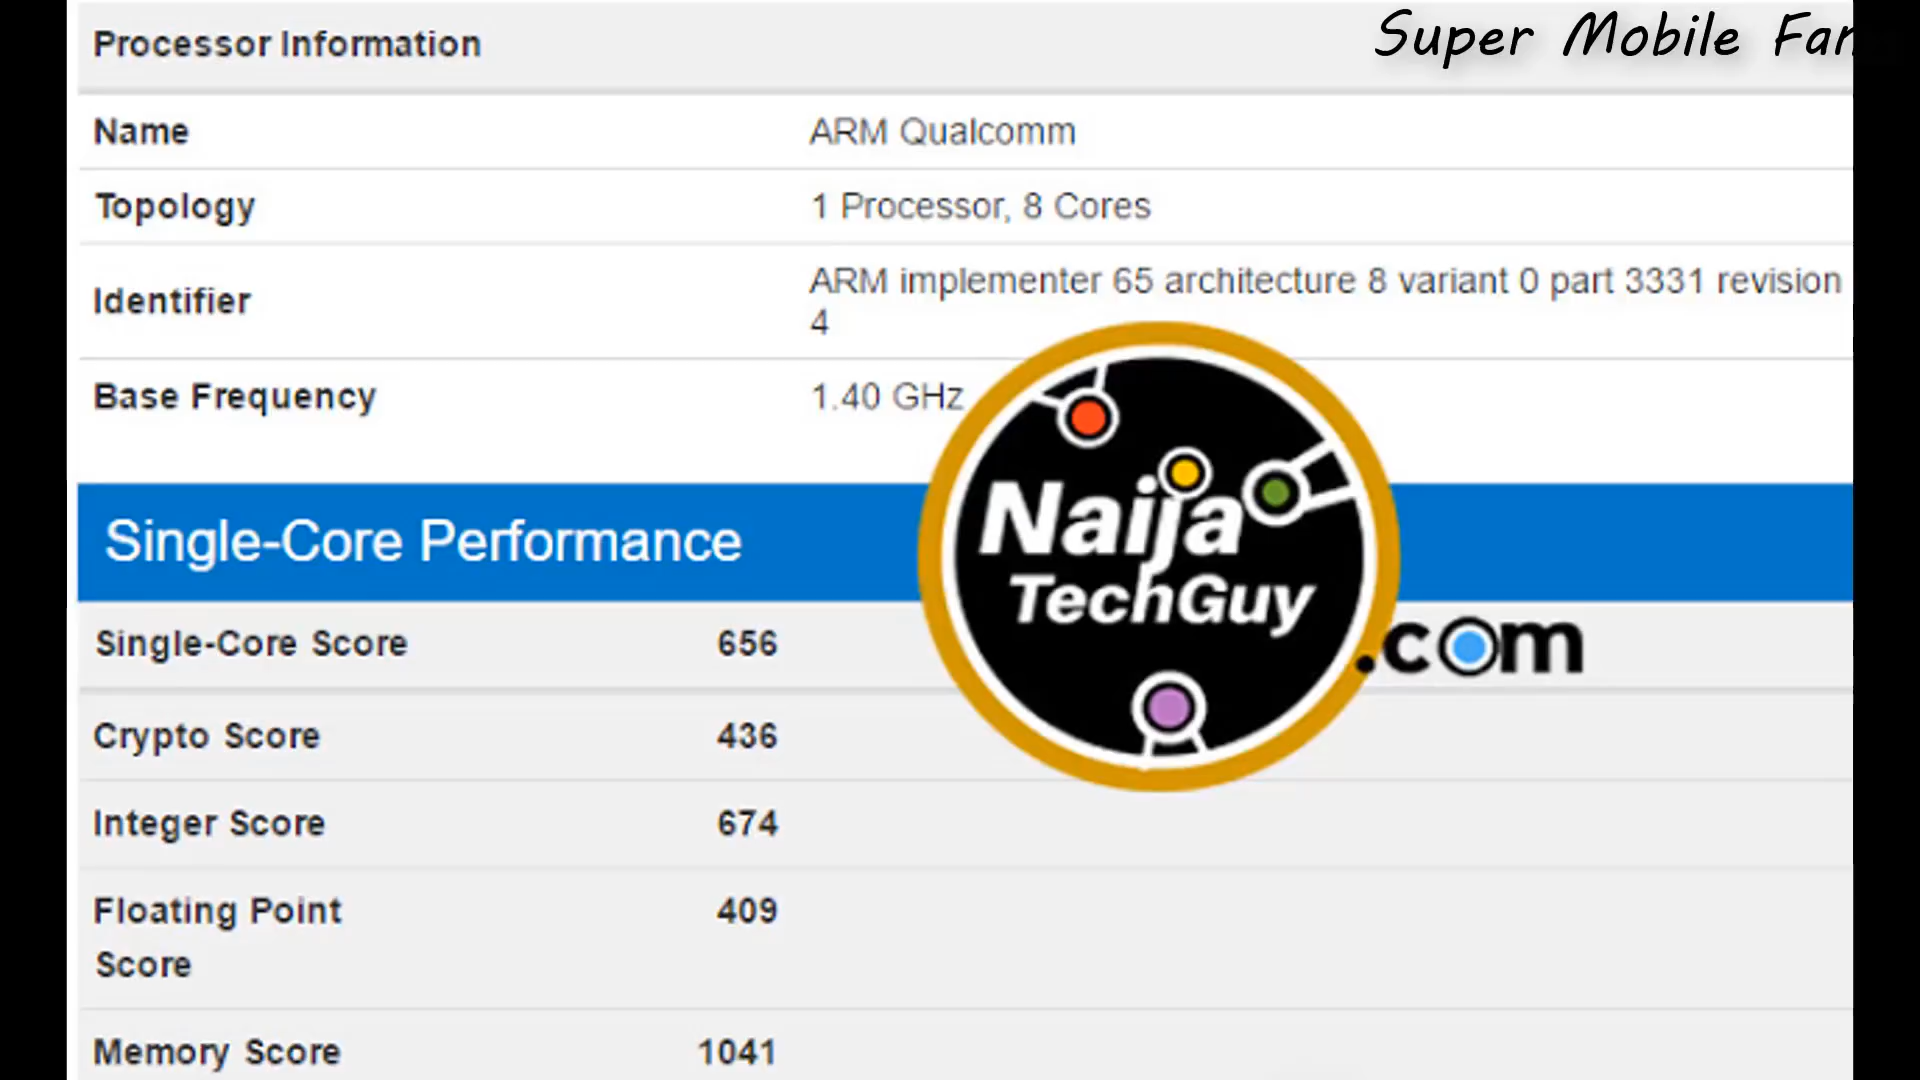 Super Mobile Fan
Processor Information
Name ARM Qualcomm
Topology 1 Processor, 8 Cores
Identifier ARM implementer 65 architecture 8 variant 0 part 3331 revision
4
Base Frequency 1.40 GHz
Naija
TechGuy
.com
Single-Core Performance
Single-Core Score 656
Crypto Score 436
Integer Score 674
Floating Point 409
Score
Memory Score 1041